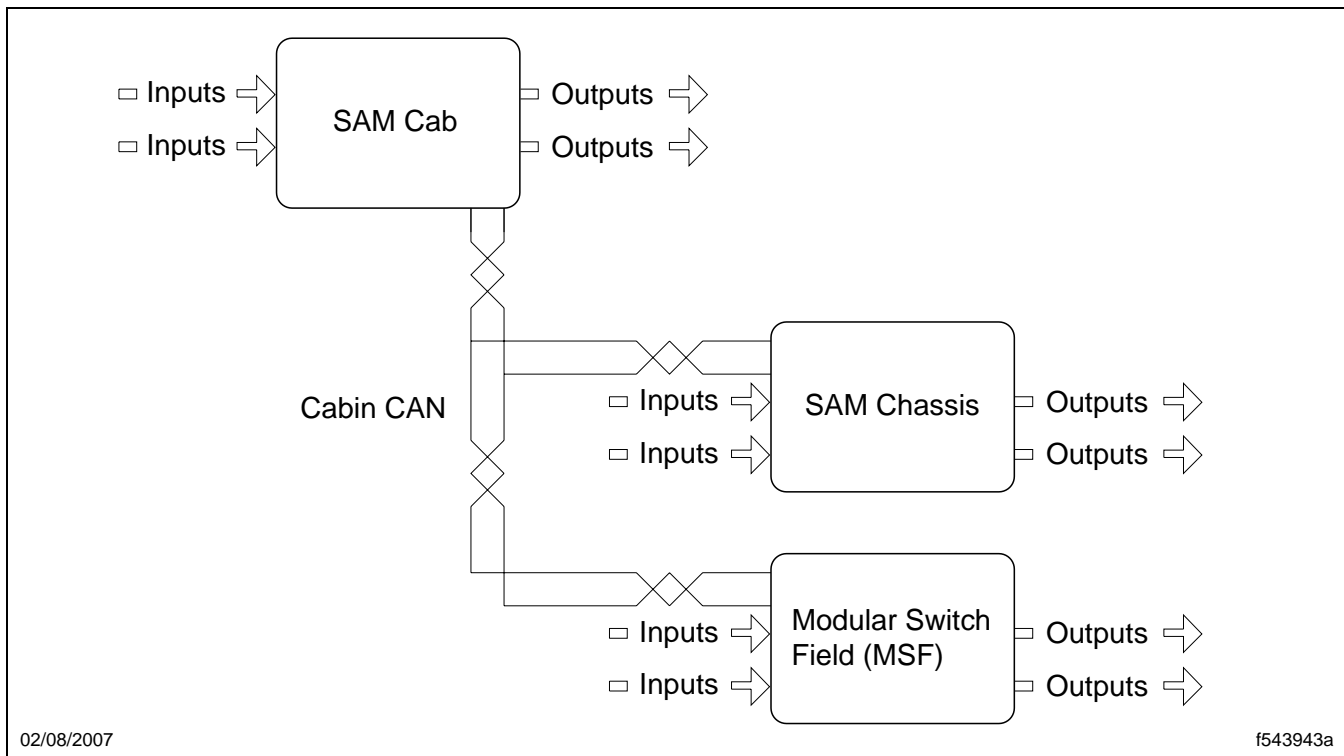 Inputs
Outputs
SAM Cab
Inputs
Outputs
Cabin CAN
Inputs
SAM Chassis
Outputs
Inputs
Outputs
Inputs
Modular Switch
Field (MSF)
Outputs
Inputs
Outputs
02/08/2007
f543943a